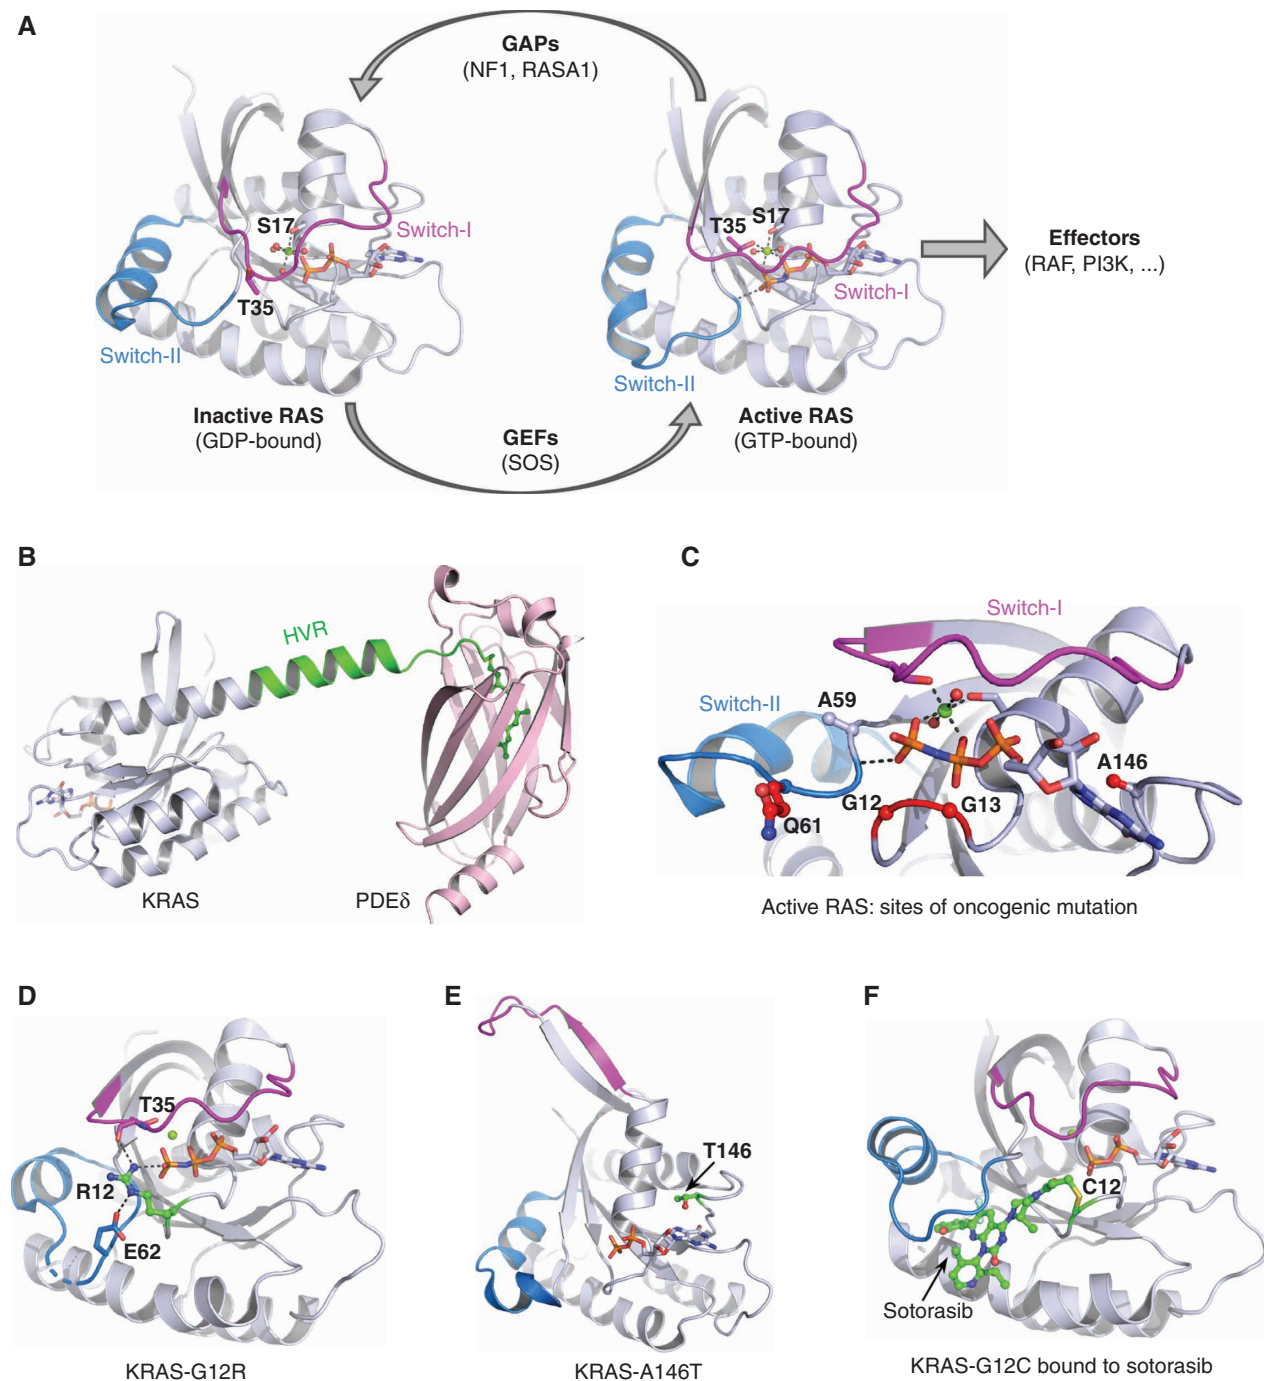 A
GAPs
(NF1, RASA1)
S17
Switch-I
T35
Switch-II
T35
S17
Switch-I
Switch-II
Effectors
(RAF, PI3K, ...)
Inactive RAS
(GDP-bound)
GEFs
(SOS)
Active RAS
(GTP-bound)
B
HVR
KRAS
PDEδ
C
Switch-I
Switch-II
A59
A146
G12
G13
Q61
Active RAS: sites of oncogenic mutation
D
T35
R12
E62
KRAS-G12R
E
T146
KRAS-A146T
F
C12
Sotorasib
KRAS-G12C bound to sotorasib